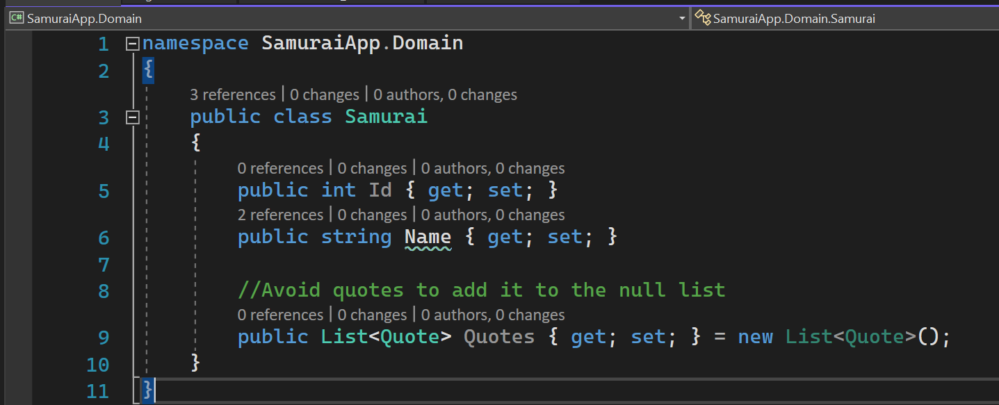 C# SamuraiApp.Domain SamuraiApp.Domain.Samurai
1 namespace SamuraiApp.Domain
2 {
3 references | 0 changes | 0 authors, 0 changes
3 public class Samurai
4 {
0 references | 0 changes | 0 authors, 0 changes
5 public int Id { get; set; }
2 references | 0 changes | 0 authors, 0 changes
6 public string Name { get; set; }
7
8 //Avoid quotes to add it to the null list
0 references | 0 changes | 0 authors, 0 changes
9 public List<Quote> Quotes { get; set; } = new List<Quote>();
10 }
11 }